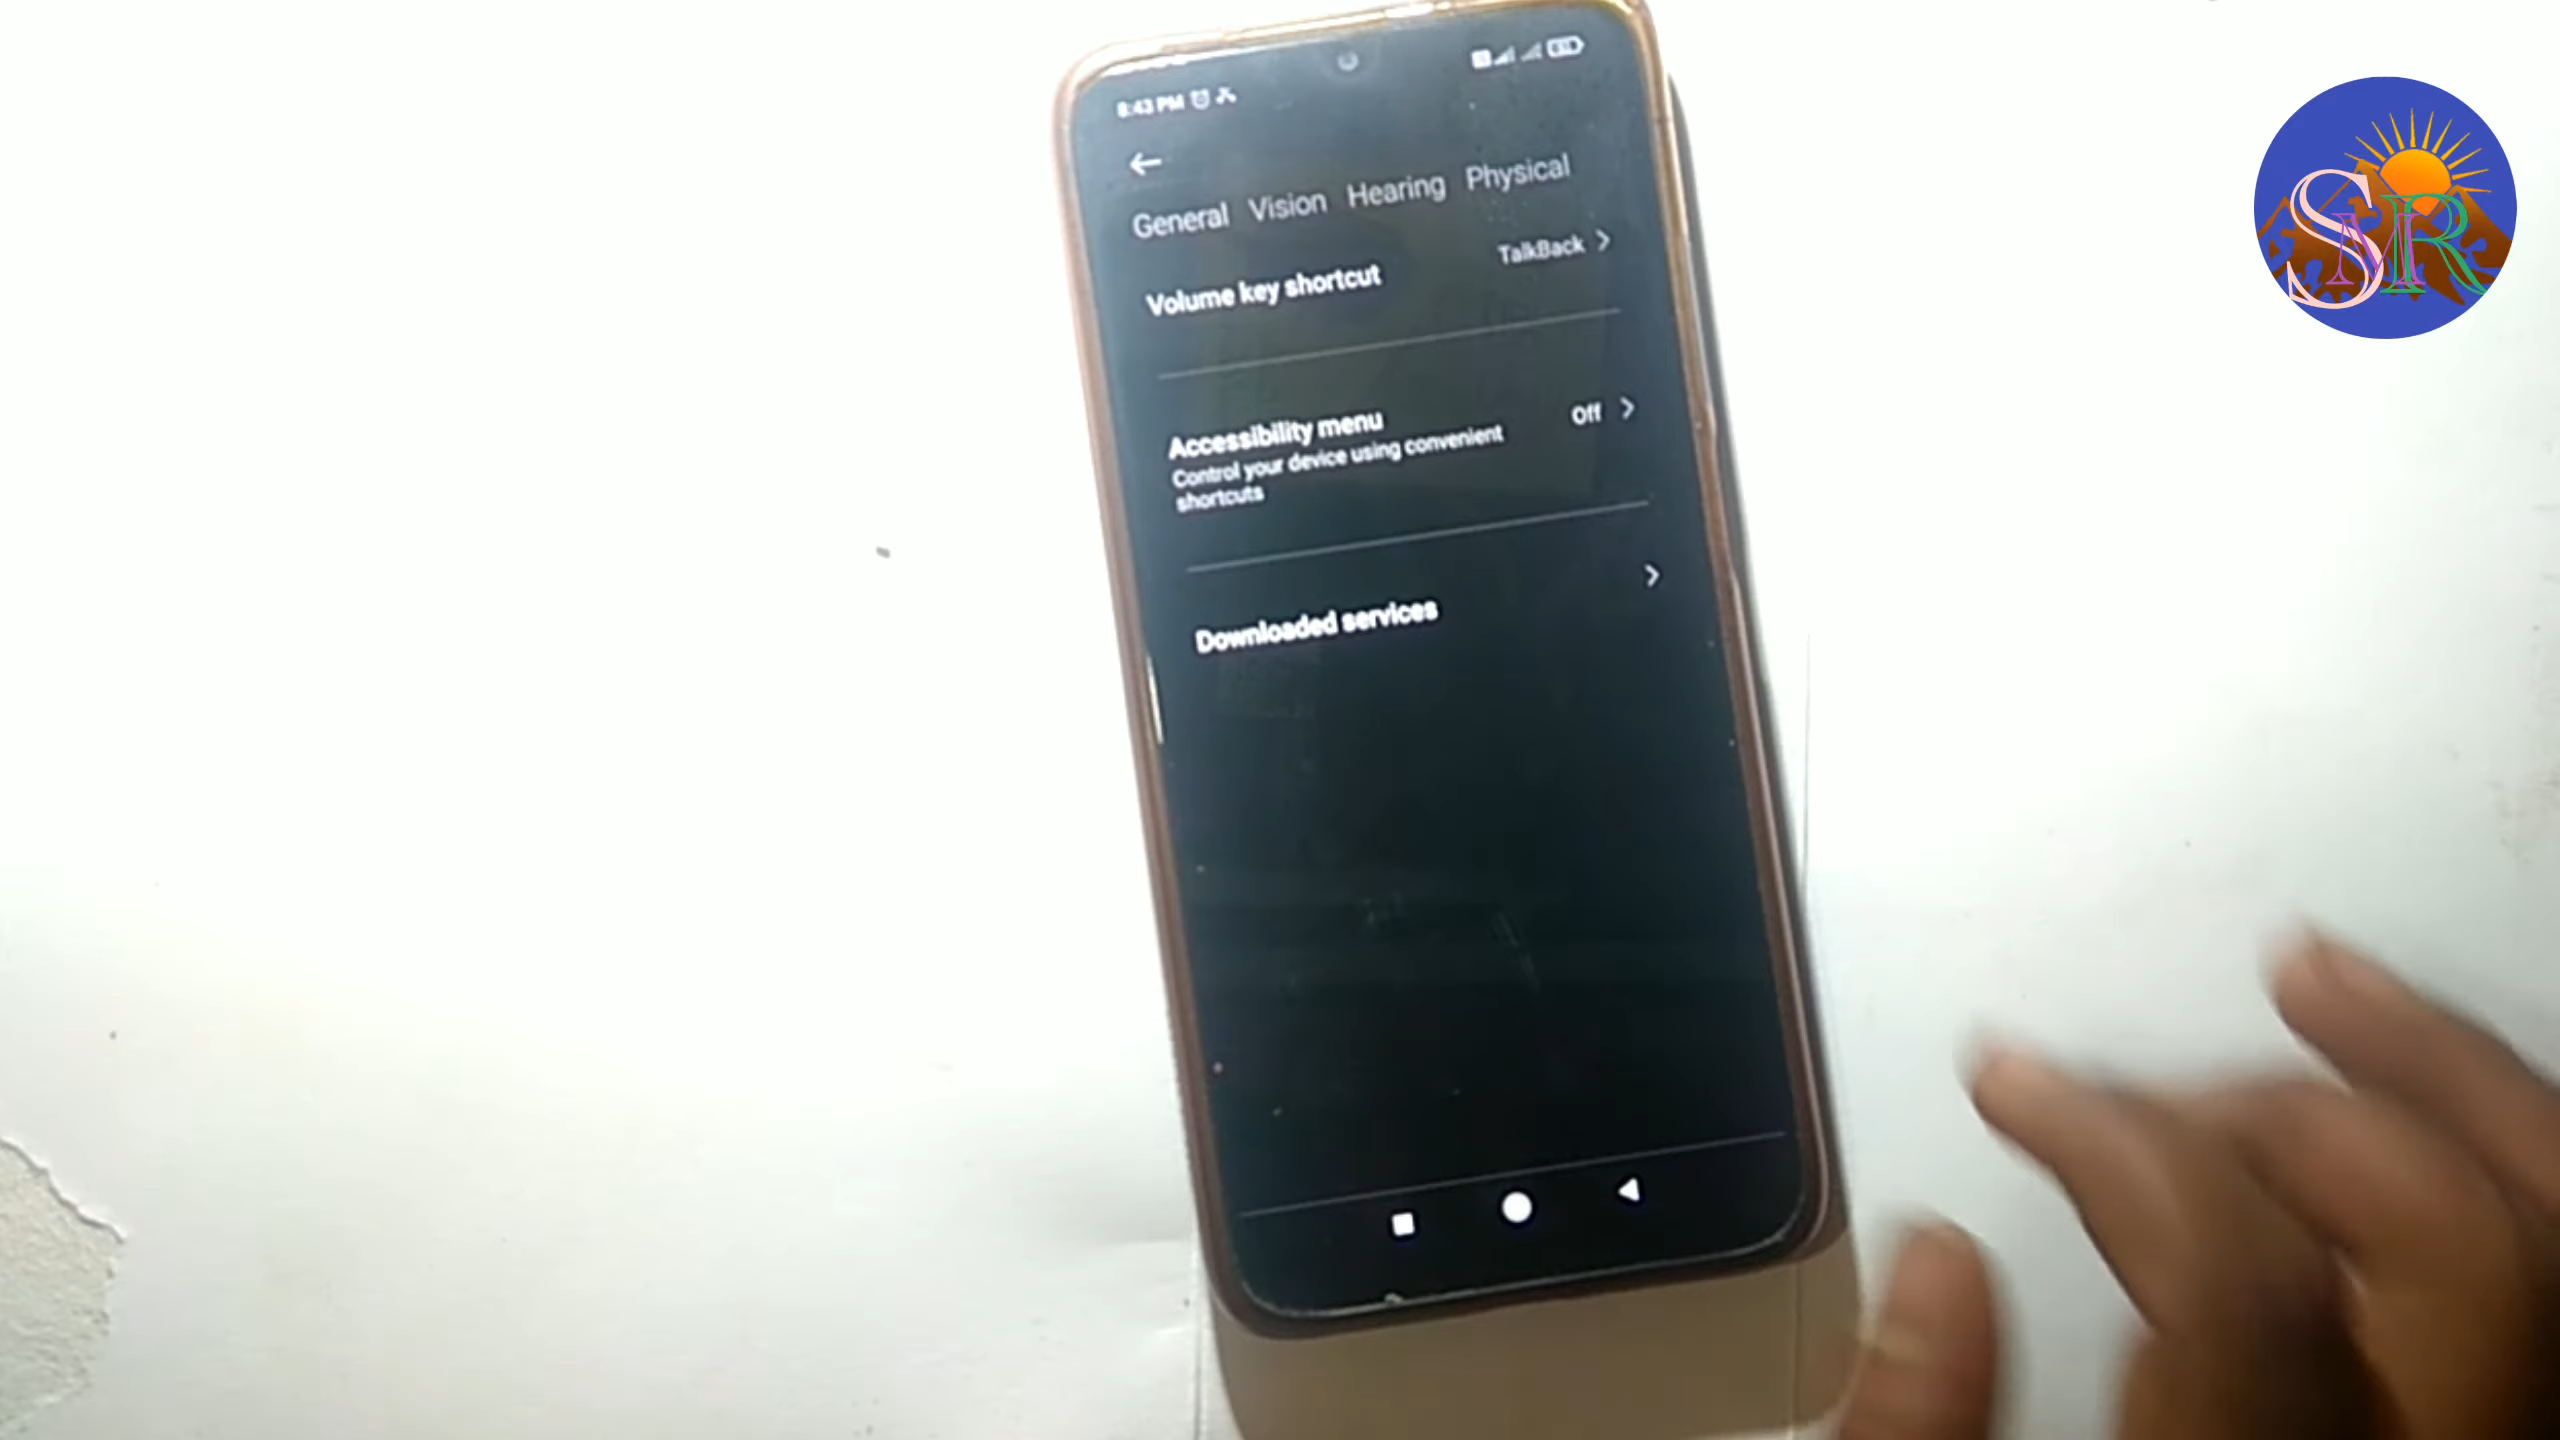 8:43 PM
General Vision Hearing Physical
Volume key shortcut TalkBack
Accessibility menu Off
Control your device using convenient
shortcuts
Downloaded services
SMR